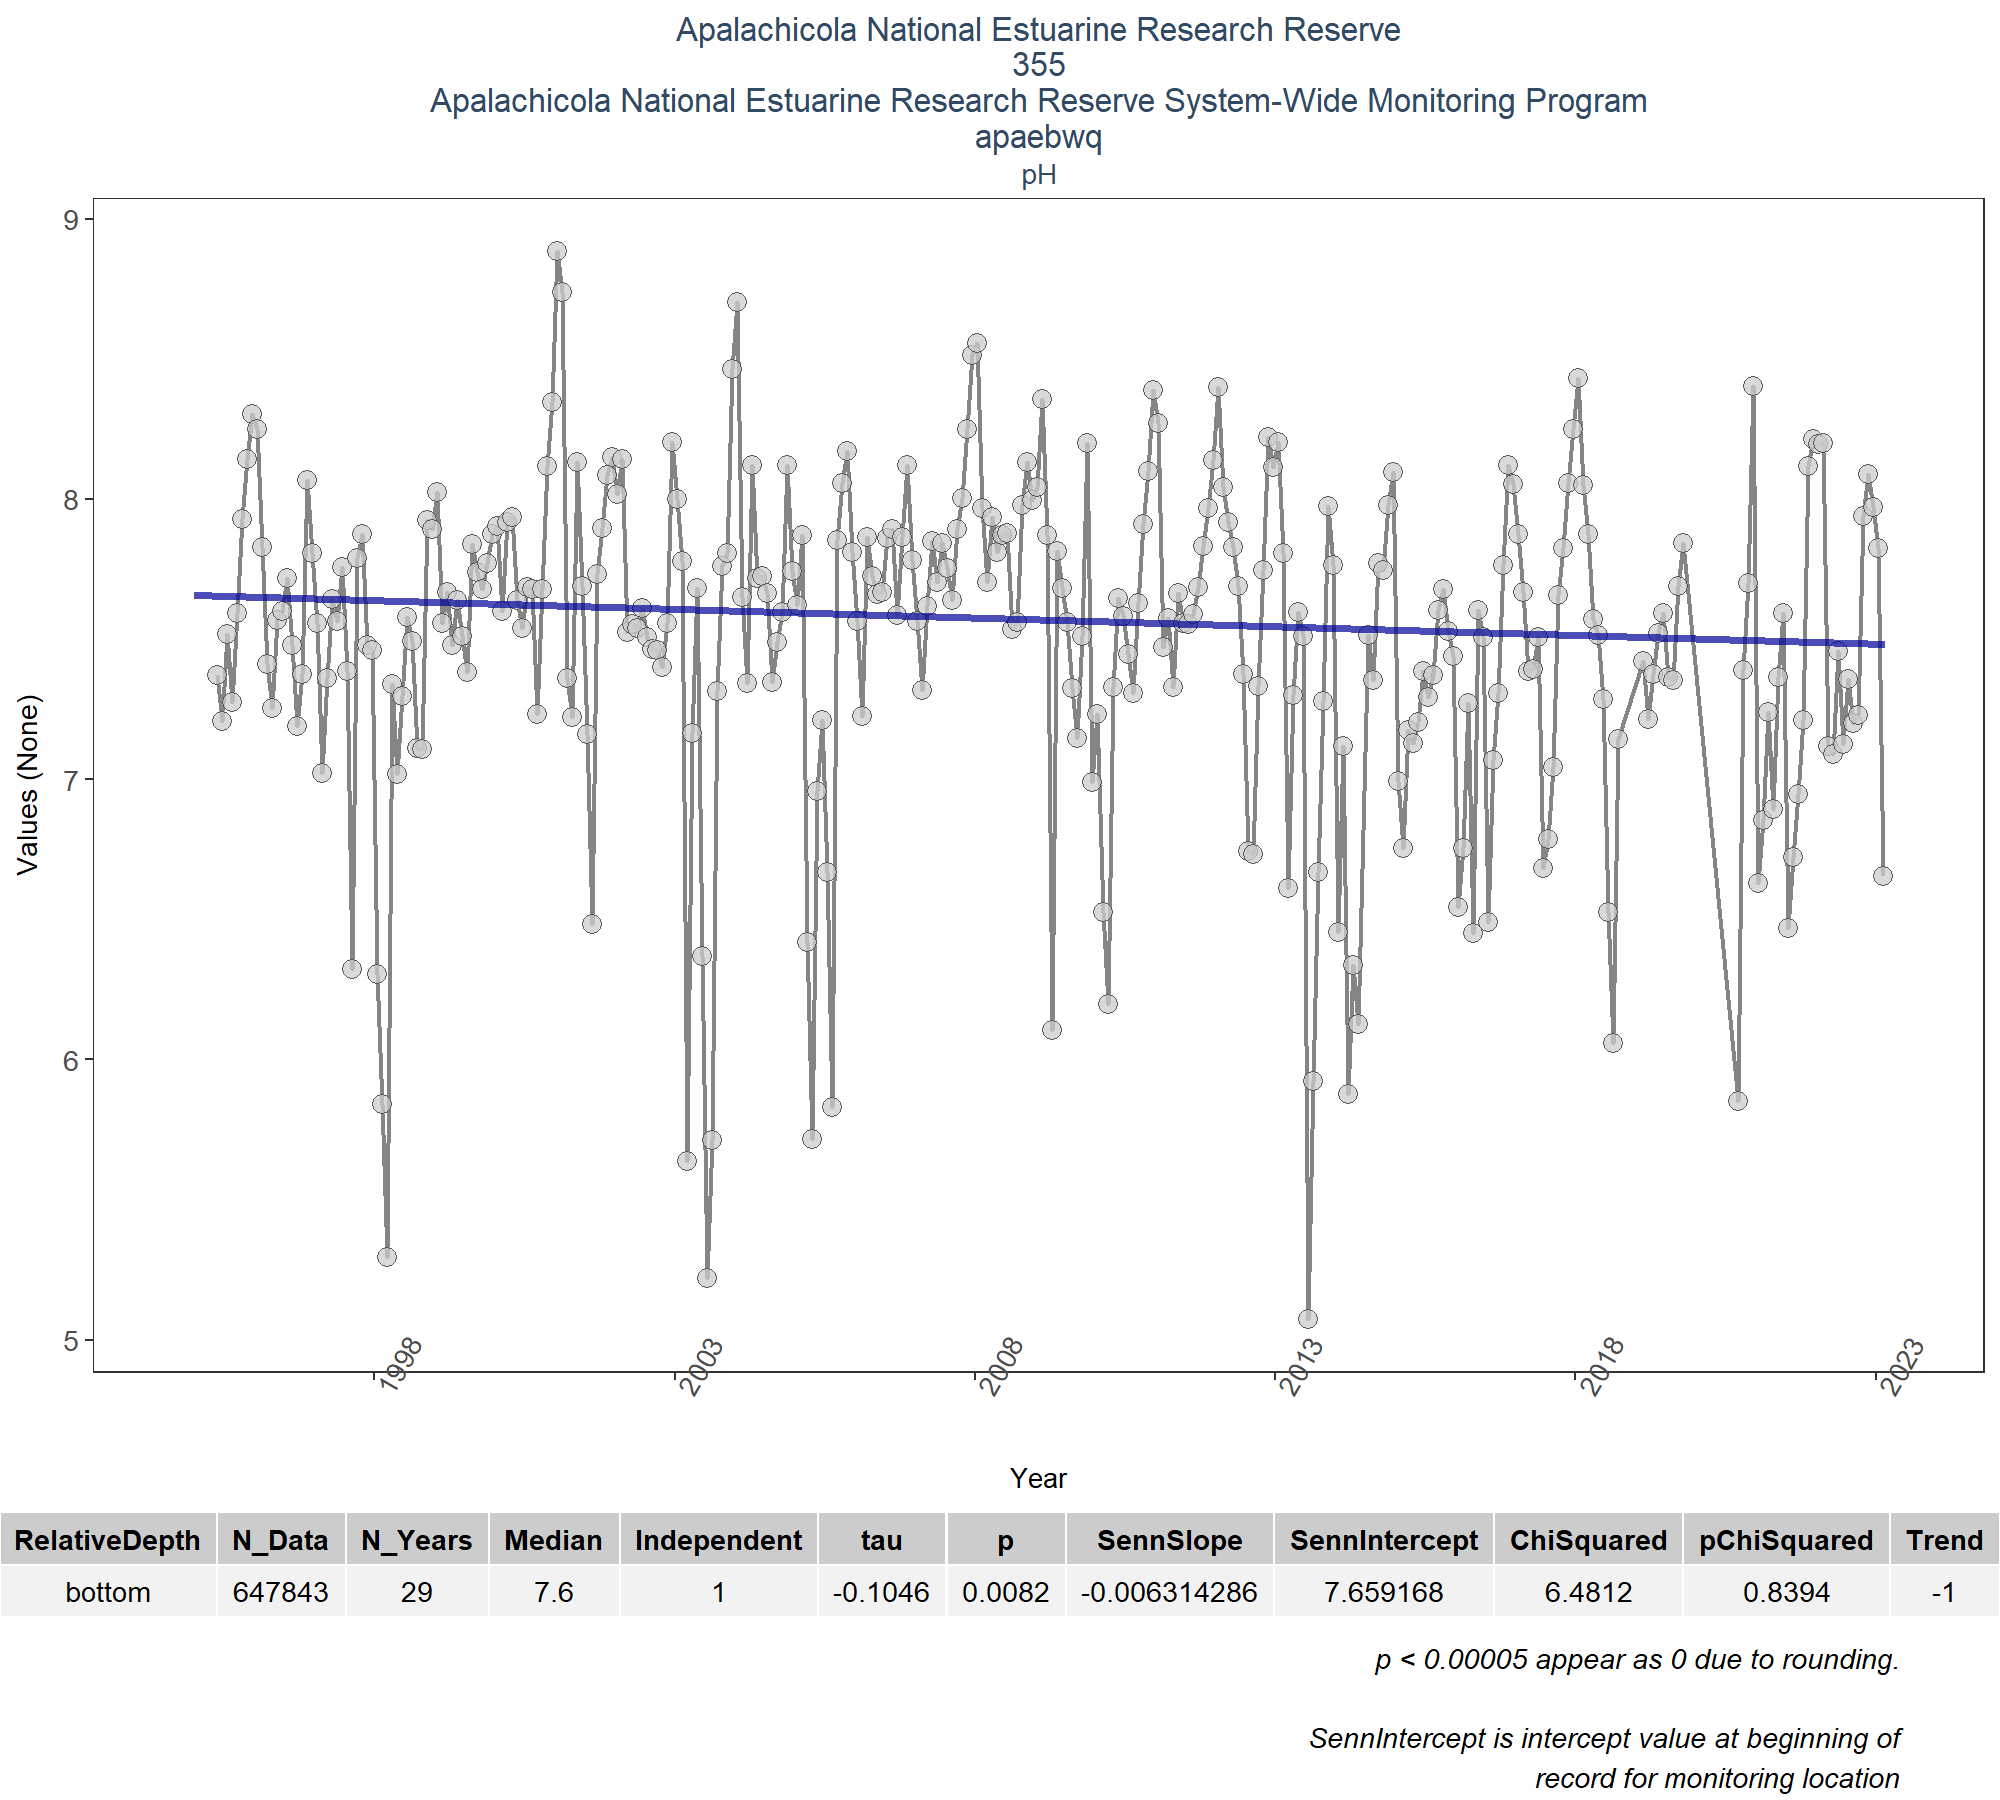 Apalachicola National Estuarine Research Reserve
355
Apalachicola National Estuarine Research Reserve System-Wide Monitoring Program
apaebwq
pH
9
8
7
6
5
Values (None)
1998 2003 2008 2013 2018 2023
Year
RelativeDepth N_Data N_Years Median Independent tau p SennSlope SennIntercept ChiSquared pChiSquared Trend
bottom 647843 29 7.6 1 -0.1046 0.0082 -0.006314286 7.659168 6.4812 0.8394 -1
p < 0.00005 appear as 0 due to rounding.
SennIntercept is intercept value at beginning of
record for monitoring location